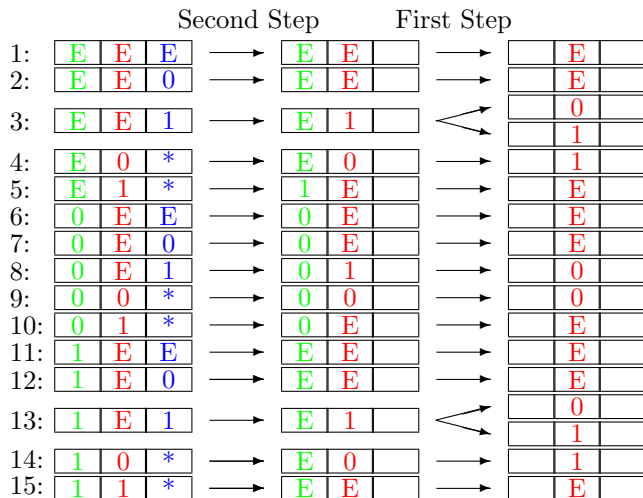 Second Step First Step
1: E E E E E E
2: E E 0 E E E
0
3: E E 1 E 1
1
4: E 0 * E 0 1
5: E 1 * 1 E E
6: 0 E E 0 E E
7: 0 E 0 0 E E
8: 0 E 1 0 1 0
9: 0 0 * 0 0 0
10: 0 1 * 0 E E
11: 1 E E E E E
12: 1 E 0 E E E
0
13: 1 E 1 E 1
1
14: 1 0 * E 0 1
15: 1 1 * E E E